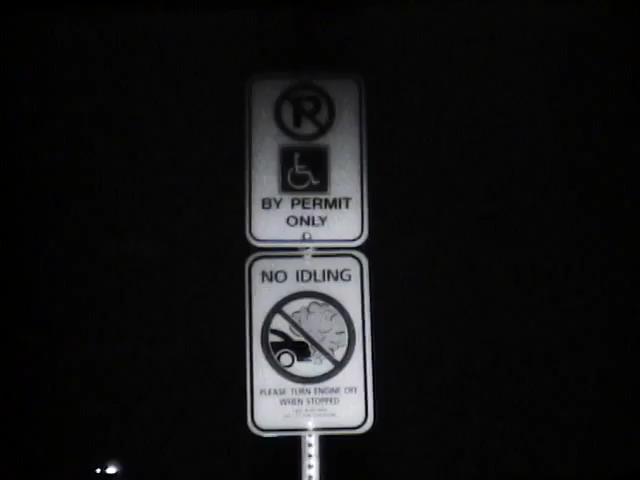 P
BY PERMIT
ONLY
NO IDLING
PLEASE TURN ENGINE OFF
WHEN STOPPED